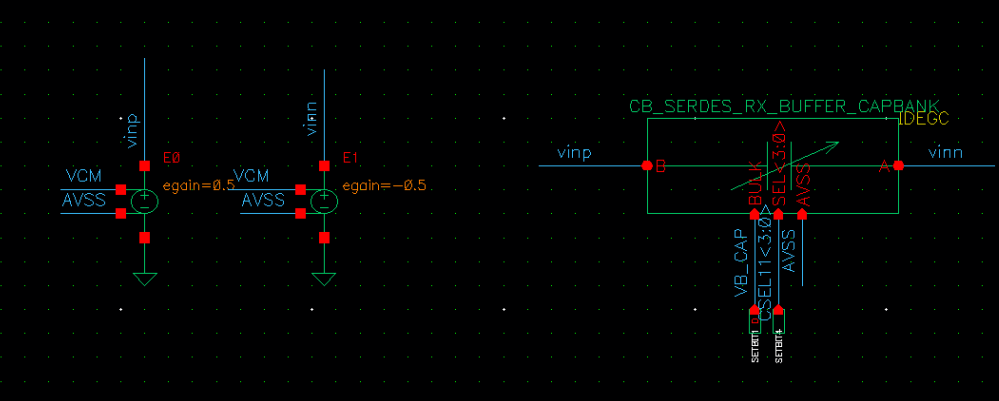 CB_SERDES_RX_BUFFER_CAPBANK
IDEGC
vinp
vinn
E0
E1
VCM
egain=0.5
VCM
egain=-0.5
AVSS
AVSS
vinp
B
A
vinn
BULK
SEL<3:0>
AVSS
VB_CAP
SEL11<3:0>
AVSS
SETBIT1
SETBIT4